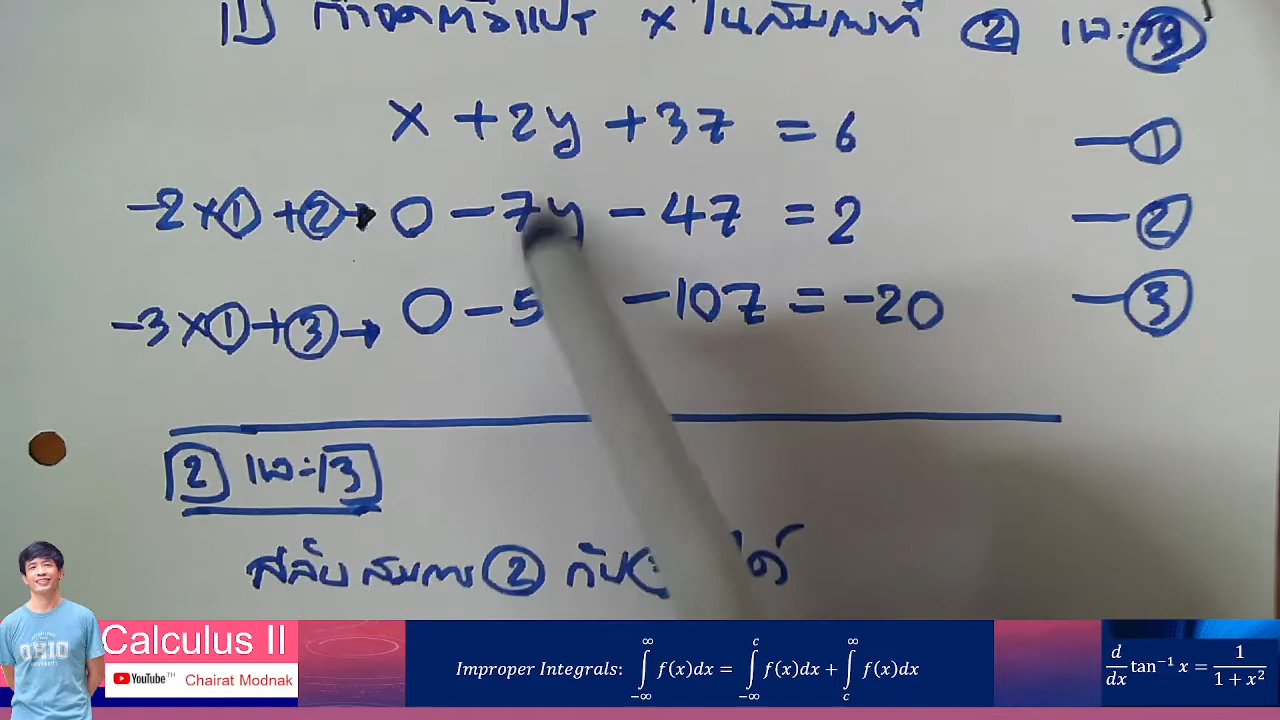 1) กำจัดตัวแปร x ในสมการที่ ② และ ③
x + 2y + 3z = 6 — ①
-2 × ① + ② → 0 - 7y - 4z = 2 — ②
-3 × ① + ③ → 0 - 5 - 10z = -20 — ③
2 และ 3
สลับสมการ ② กับ
Calculus II
YouTube TH Chairat Modnak
OHIO
Improper Integrals: ∫_{-∞}^{∞} f(x)dx = ∫_{-∞}^{c} f(x)dx + ∫_{c}^{∞} f(x)dx
d/dx tan⁻¹ x = 1/(1 + x²)